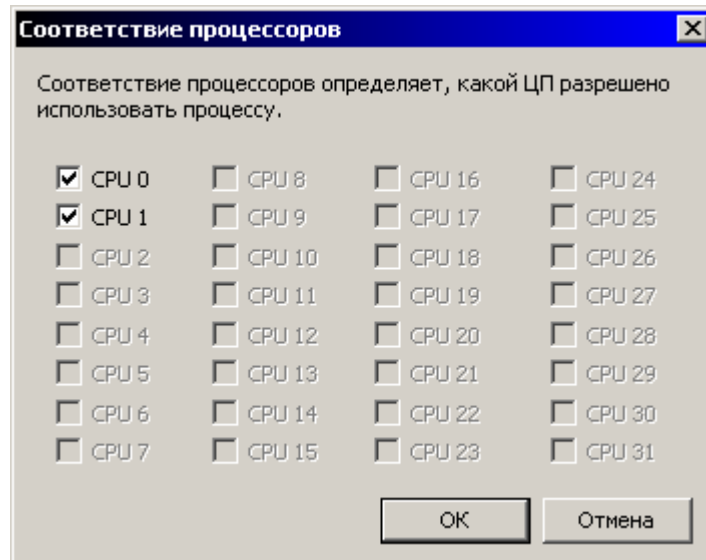 Соответствие процессоров
Соответствие процессоров определяет, какой ЦП разрешено
использовать процессу.
CPU 0 CPU 8 CPU 16 CPU 24
CPU 1 CPU 9 CPU 17 CPU 25
CPU 2 CPU 10 CPU 18 CPU 26
CPU 3 CPU 11 CPU 19 CPU 27
CPU 4 CPU 12 CPU 20 CPU 28
CPU 5 CPU 13 CPU 21 CPU 29
CPU 6 CPU 14 CPU 22 CPU 30
CPU 7 CPU 15 CPU 23 CPU 31
ОК Отмена